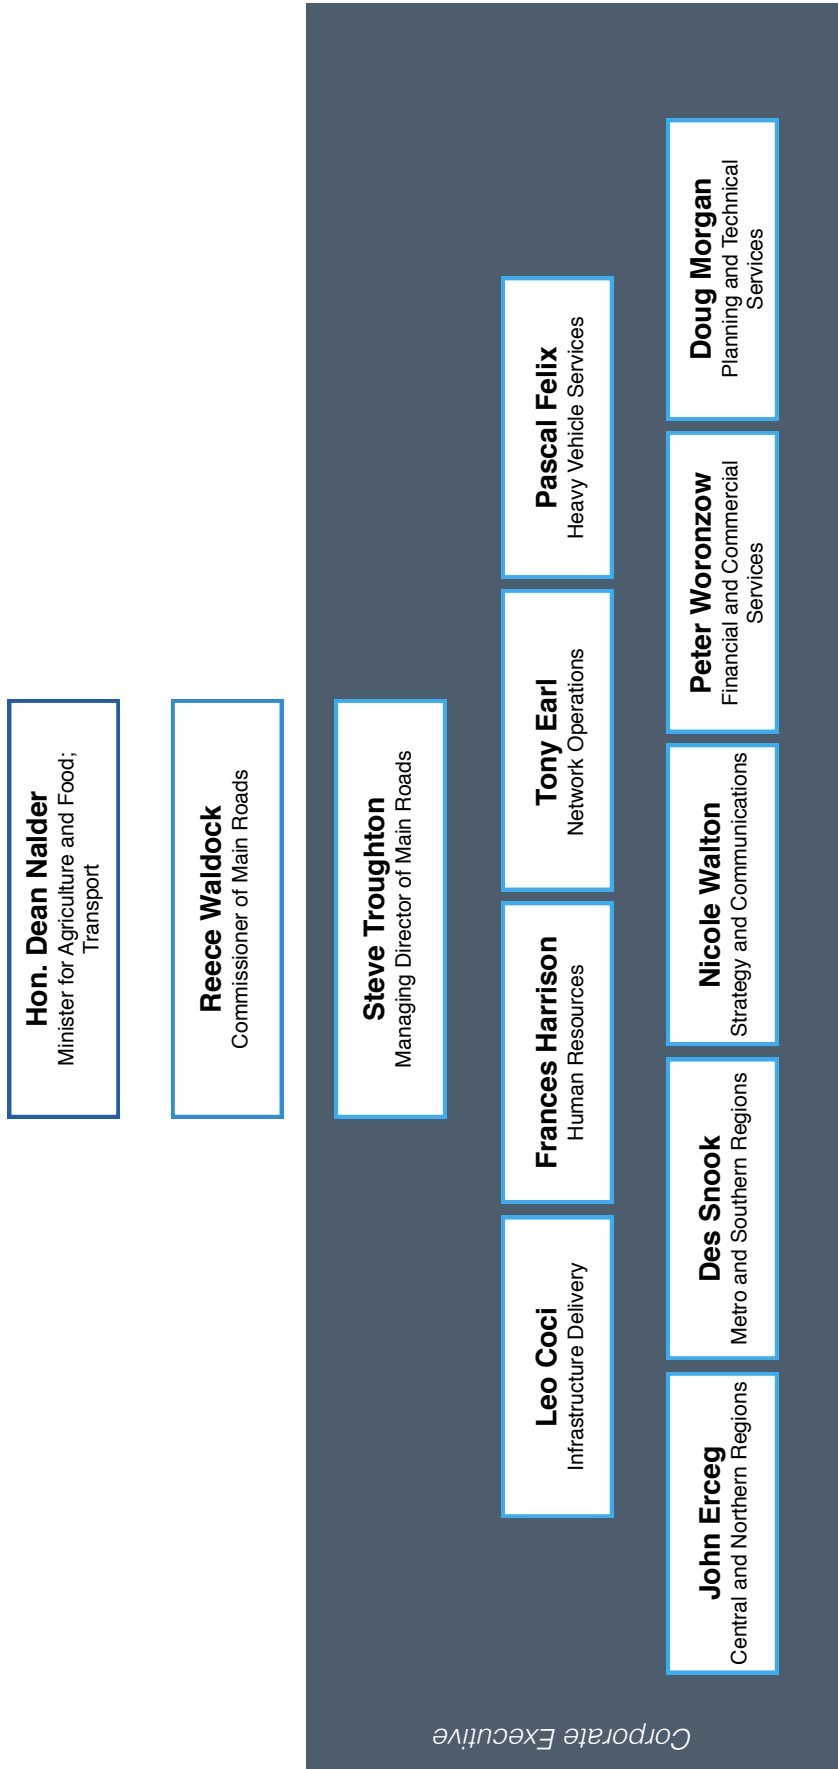 Hon. Dean Nalder
Minister for Agriculture and Food;
Transport
Reece Waldock
Commissioner of Main Roads
Steve Troughton
Managing Director of Main Roads
Leo Coci
Infrastructure Delivery
Frances Harrison
Human Resources
Tony Earl
Network Operations
Pascal Felix
Heavy Vehicle Services
John Erceg
Central and Northern Regions
Des Snook
Metro and Southern Regions
Nicole Walton
Strategy and Communications
Peter Woronzow
Financial and Commercial
Services
Doug Morgan
Planning and Technical
Services
Corporate Executive